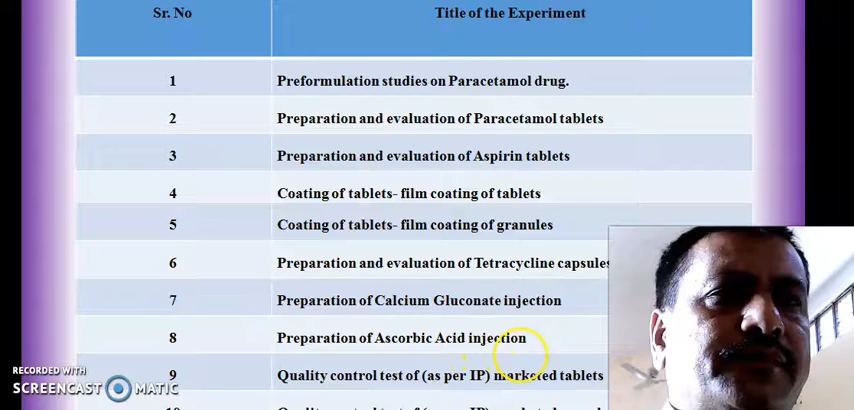 Sr. No Title of the Experiment
1 Preformulation studies on Paracetamol drug.
2 Preparation and evaluation of Paracetamol tablets
3 Preparation and evaluation of Aspirin tablets
4 Coating of tablets- film coating of tablets
5 Coating of tablets- film coating of granules
6 Preparation and evaluation of Tetracycline capsules
7 Preparation of Calcium Gluconate injection
8 Preparation of Ascorbic Acid injection
9 Quality control test of (as per IP) marketed tablets
RECORDED WITH
SCREENCAST MATIC